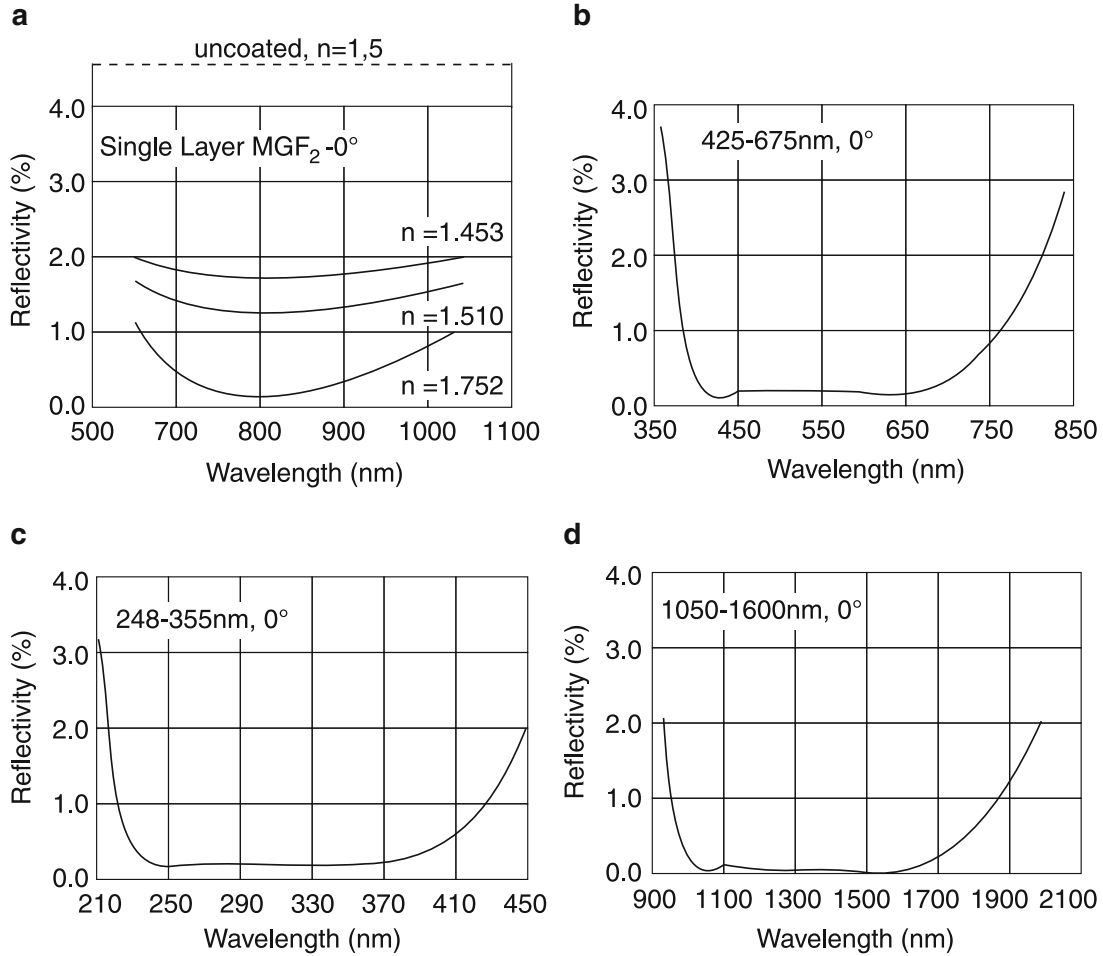 a
uncoated, n=1,5
4.0
3.0
2.0
1.0
0.0
Reflectivity (%)
Single Layer MGF₂-0°
n =1.453
n =1.510
n =1.752
500 700 800 900 1000 1100
Wavelength (nm)
b
4.0
3.0
2.0
1.0
0.0
Reflectivity (%)
425-675nm, 0°
350 450 550 650 750 850
Wavelength (nm)
c
4.0
3.0
2.0
1.0
0.0
Reflectivity (%)
248-355nm, 0°
210 250 290 330 370 410 450
Wavelength (nm)
d
4.0
3.0
2.0
1.0
0.0
Reflectivity (%)
1050-1600nm, 0°
900 1100 1300 1500 1700 1900 2100
Wavelength (nm)